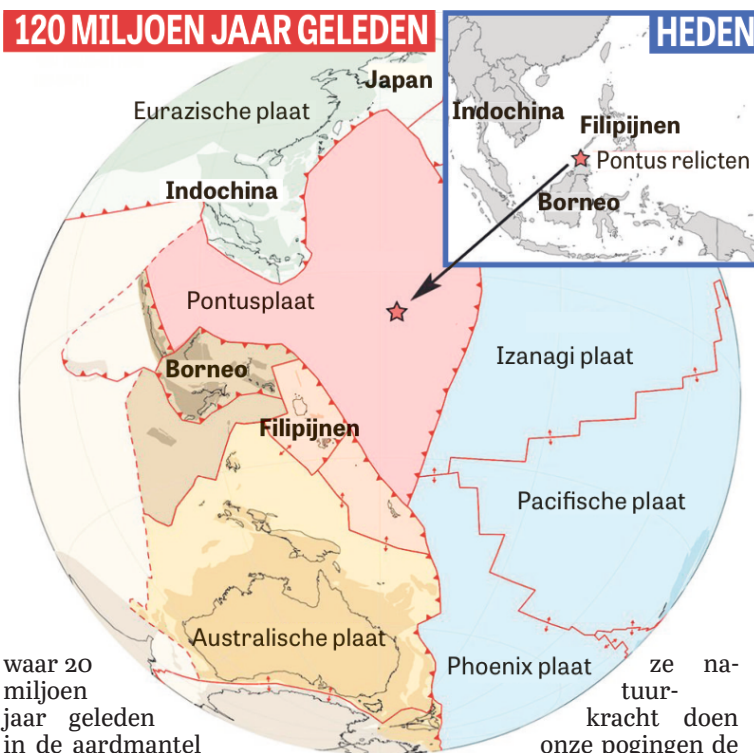 120 MILJOEN JAAR GELEDEN
HEDEN
Japan
Eurazische plaat
Indochina
Filipijnen
Pontus relicten
Borneo
Indochina
Pontusplaat
Izanagi plaat
Borneo
Filipijnen
Pacifische plaat
Australische plaat
Phoenix plaat
waar 20
miljoen
jaar geleden
in de aardmantel
ze na-
tuur-
kracht doen
onze pogingen de